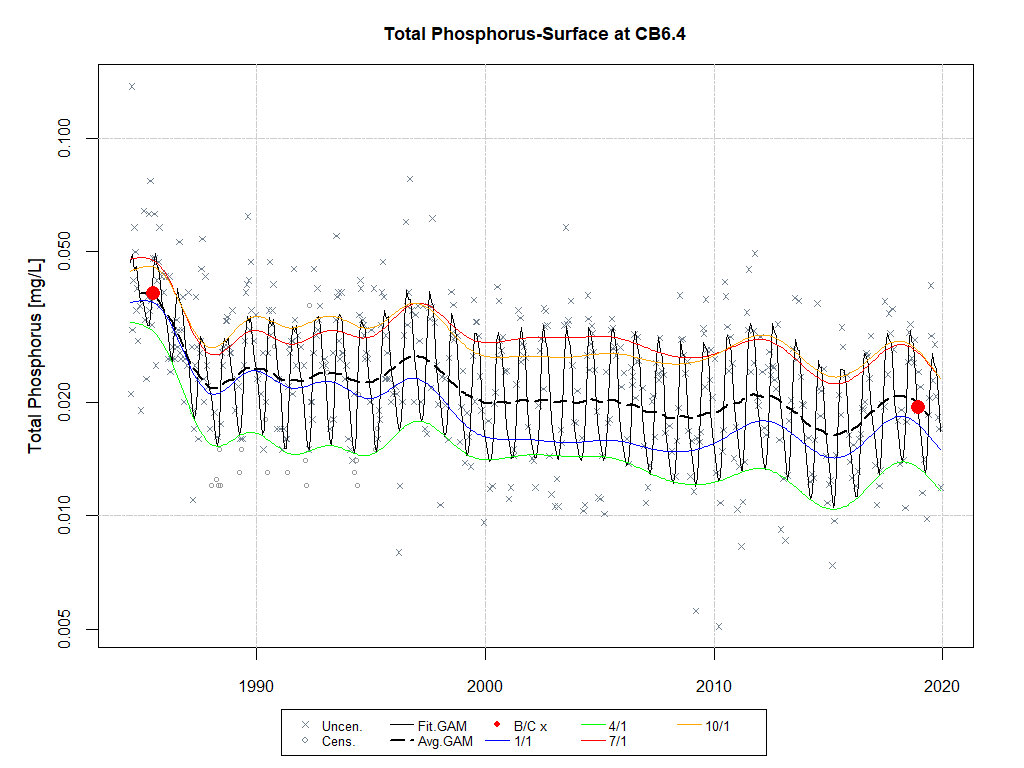 Total Phosphorus-Surface at CB6.4
Total Phosphorus [mg/L]
0.100
0.050
0.020
0.010
0.005
1990 2000 2010 2020
Uncen. Fit.GAM B/C x 4/1 10/1
Cens. Avg.GAM 1/1 7/1